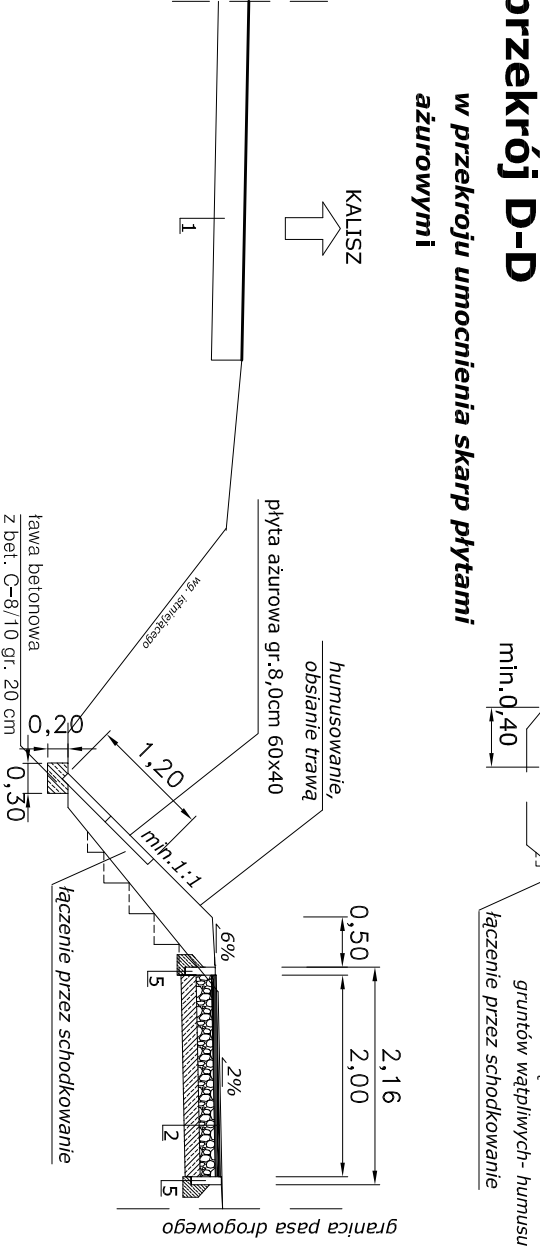 przekrój D-D
w przekroju umocnienia skarp płytami
ażurowymi
KALISZ
1
płyta ażurowa gr.8,0cm 60x40
humusowanie,
obsianie trawą
wg. istniejącego
ława betonowa
z bet. C-8/10 gr. 20 cm
0,20
0,30
1,20
min.1:1
łączenie przez schodkowanie
6%
2%
0,50
2,16
2,00
5
2
5
granica pasa drogowego
min.0,40
gruntów wątpliwych- humusu
łączenie przez schodkowanie